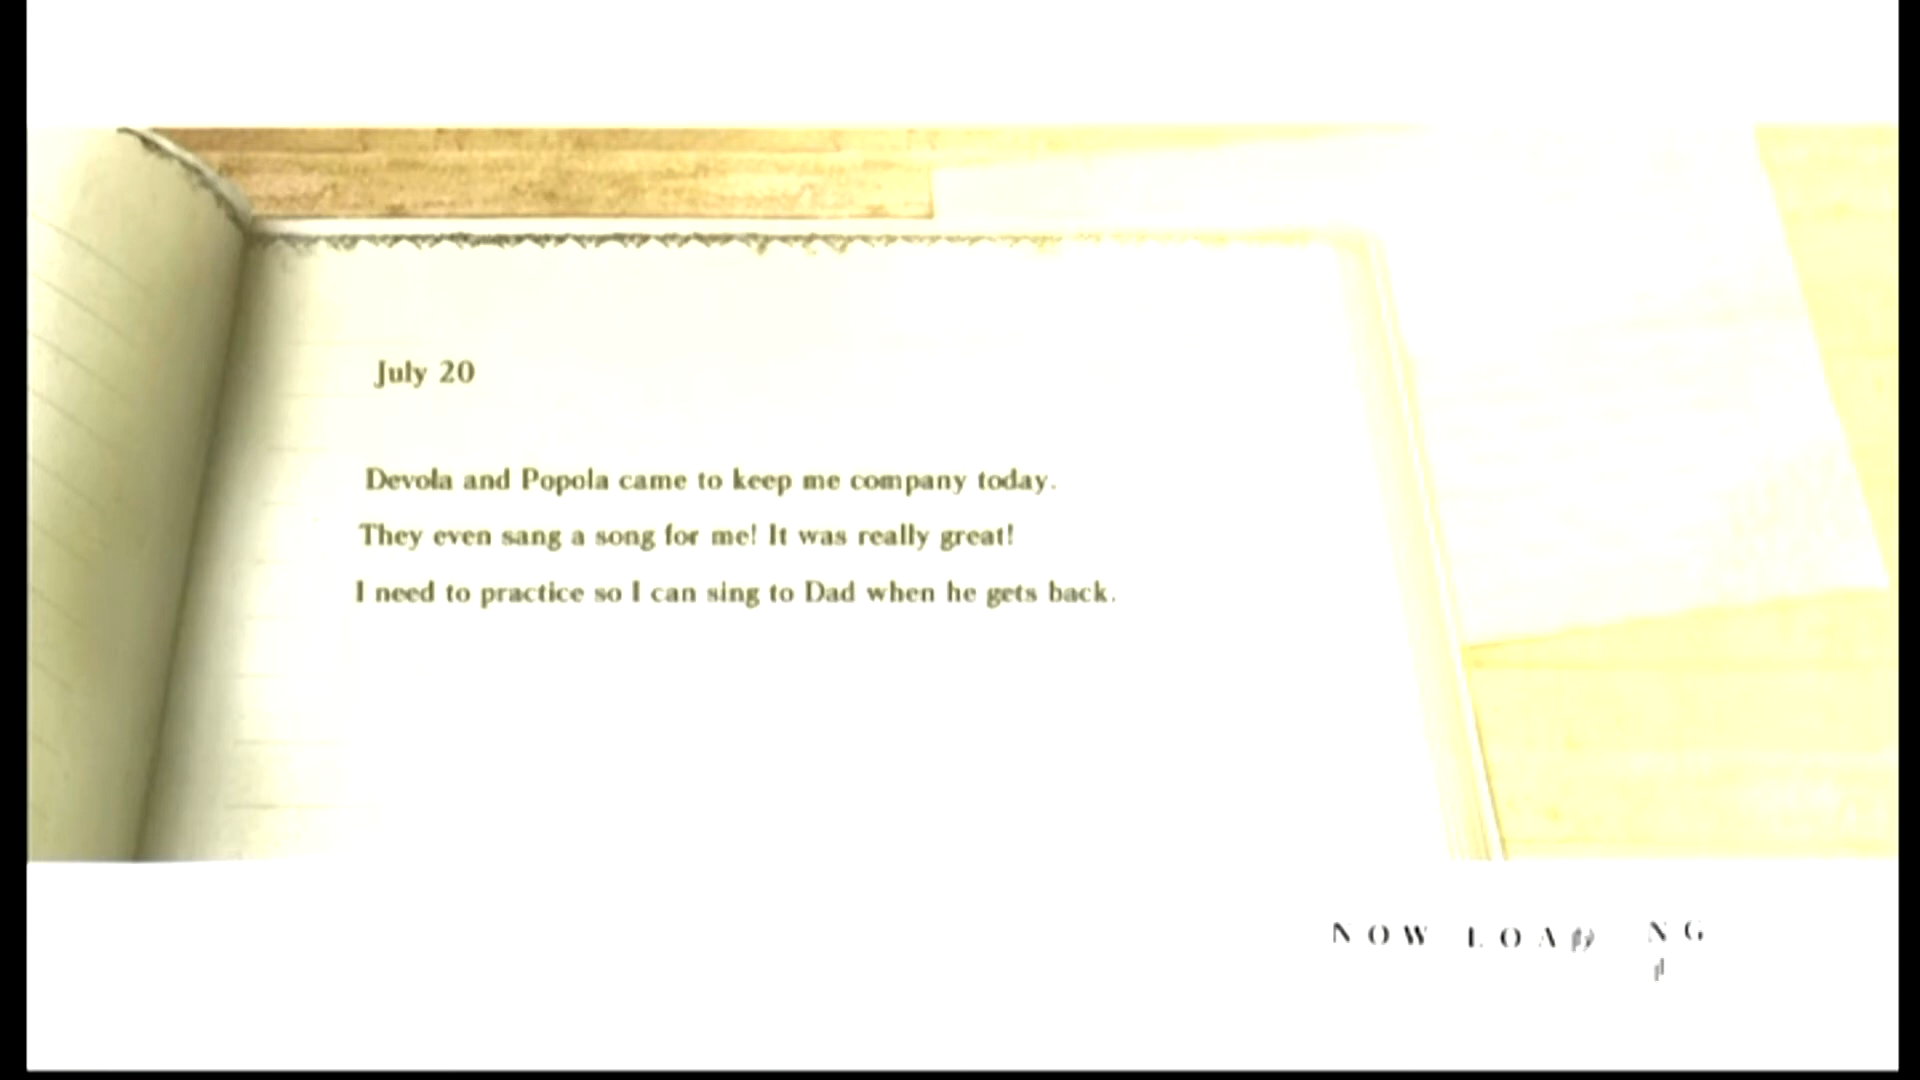 July 20
Devola and Popola came to keep me company today.
They even sang a song for me! It was really great!
I need to practice so I can sing to Dad when he gets back.
NOW LOADING